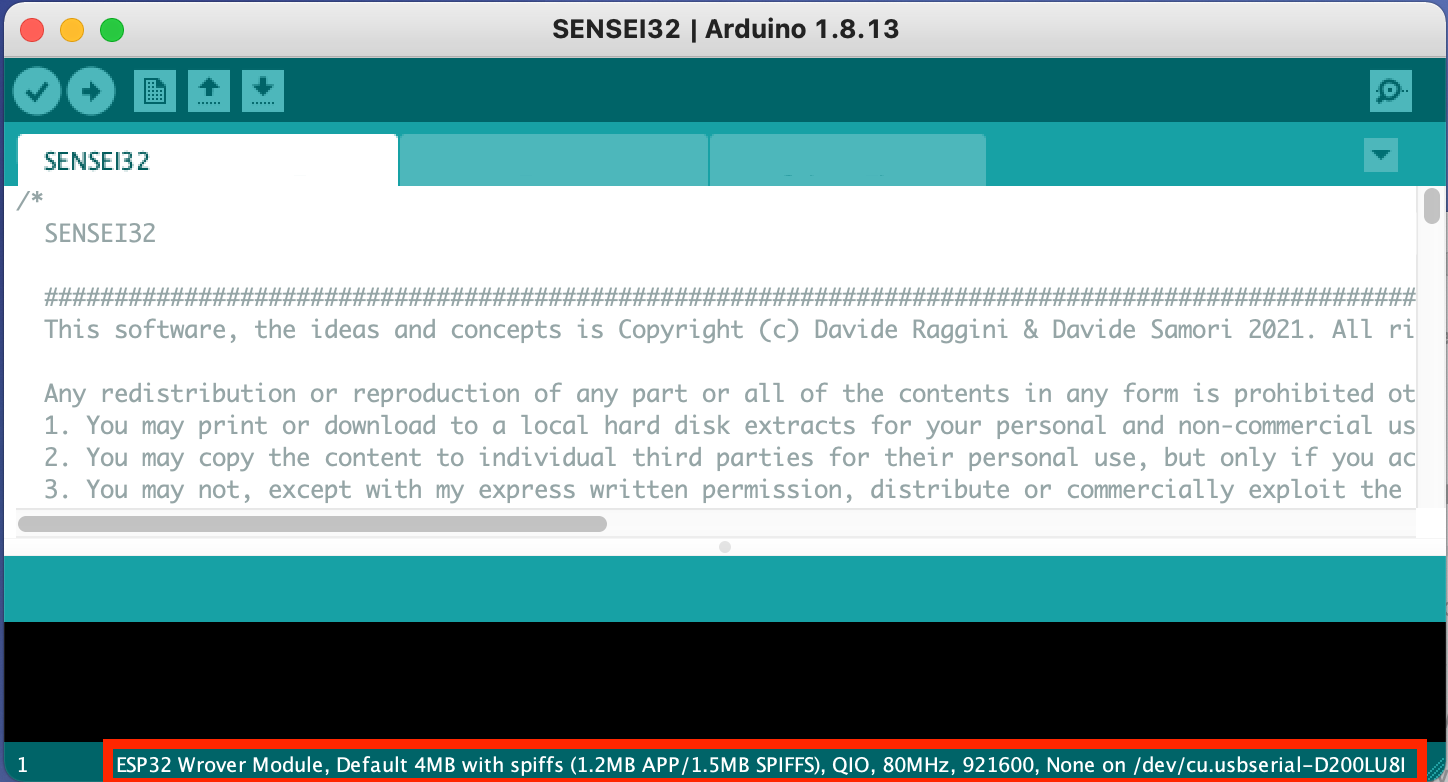 SENSEI32 | Arduino 1.8.13
SENSEI32
/*
SENSEI32
##################################################################################################
This software, the ideas and concepts is Copyright (c) Davide Raggini & Davide Samori 2021. All ri
Any redistribution or reproduction of any part or all of the contents in any form is prohibited ot
1. You may print or download to a local hard disk extracts for your personal and non-commercial us
2. You may copy the content to individual third parties for their personal use, but only if you ac
3. You may not, except with my express written permission, distribute or commercially exploit the
1 ESP32 Wrover Module, Default 4MB with spiffs (1.2MB APP/1.5MB SPIFFS), QIO, 80MHz, 921600, None on /dev/cu.usbserial-D200LU8I